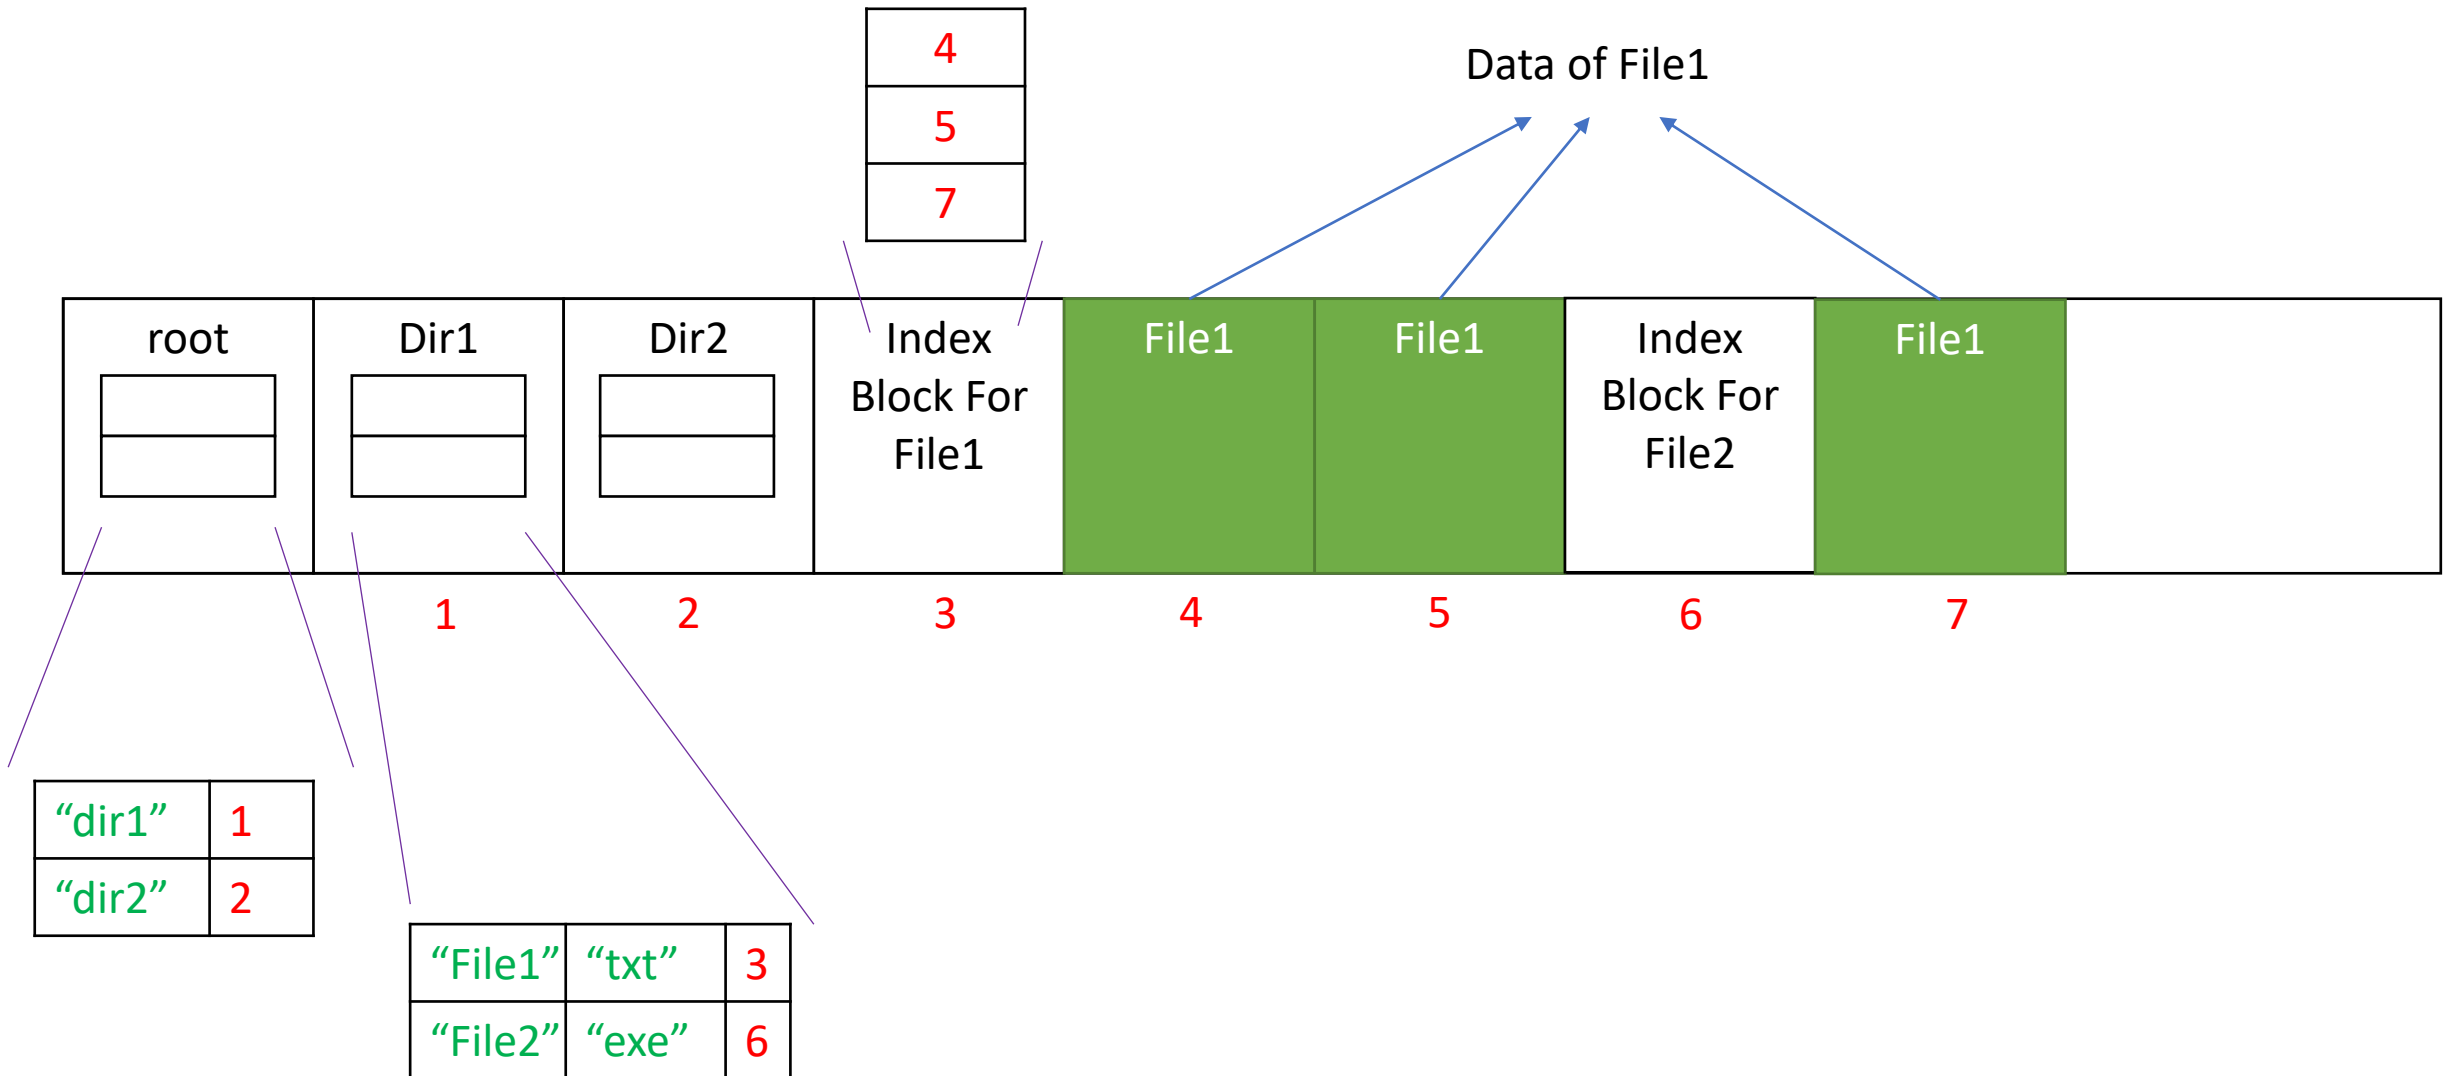 4
5
7
Data of File1
root
Dir1
Dir2
Index
Block For
File1
File1
File1
Index
Block For
File2
File1
1
2
3
4
5
6
7
“dir1” 1
“dir2” 2
“File1” “txt” 3
“File2” “exe” 6